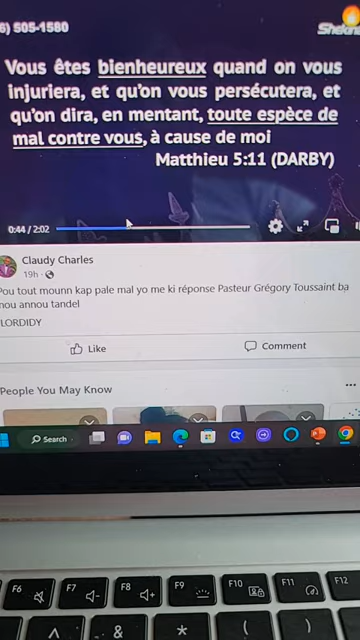 6) 505-1580
Shekina
Vous êtes bienheureux quand on vous
injuriera, et qu'on vous persécutera, et
qu'on dira, en mentant, toute espèce de
mal contre vous, à cause de moi
Matthieu 5:11 (DARBY)
0:44 / 2:02
Claudy Charles
19h
Pou tout mounn kap pale mal yo me ki réponse Pasteur Grégory Toussaint ba
nou annou tandel
LORDIDY
Like
Comment
People You May Know
Search
F6
F7
F8
F9
F10
F11
F12
^
&
*
(
)